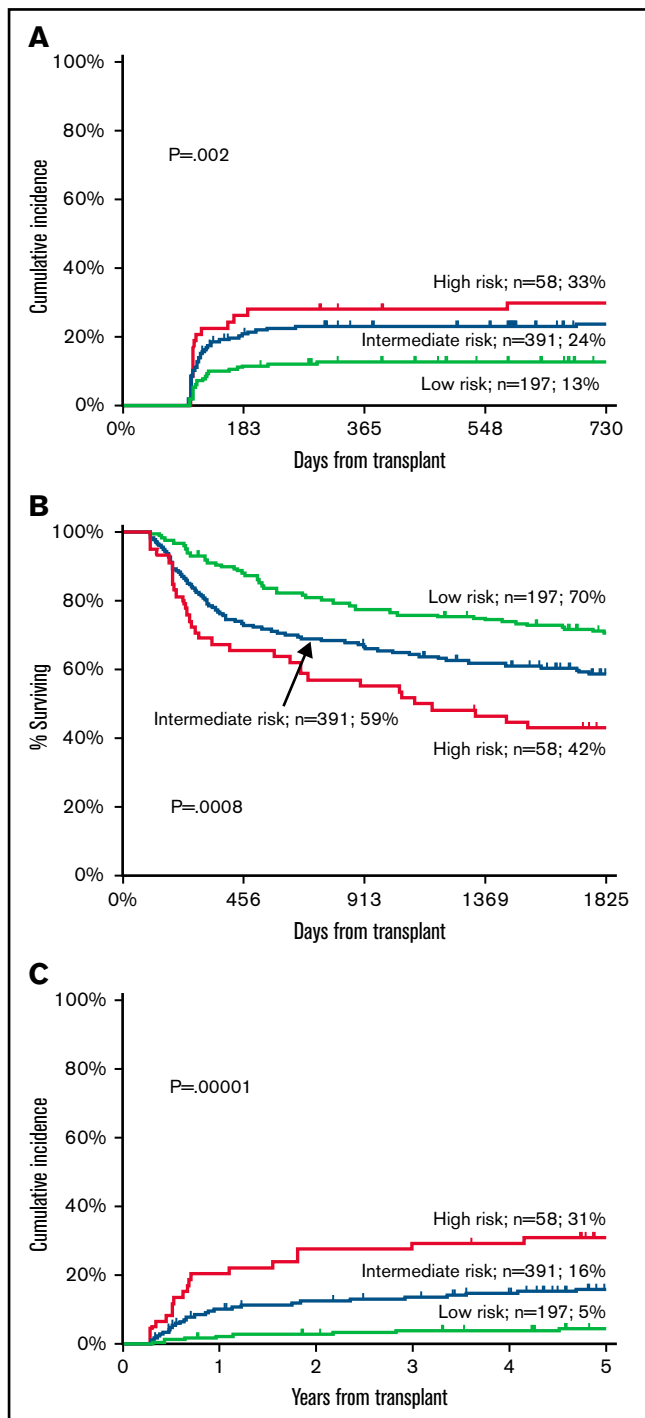 A
100%
80%
60%
40%
20%
0%
Cumulative incidence
P=.002
High risk; n=58; 33%
Intermediate risk; n=391; 24%
Low risk; n=197; 13%
0% 183 365 548 730
Days from transplant
B
100%
80%
60%
40%
20%
0%
% Surviving
Low risk; n=197; 70%
Intermediate risk; n=391; 59%
High risk; n=58; 42%
P=.0008
0% 456 913 1369 1825
Days from transplant
C
100%
80%
60%
40%
20%
0%
Cumulative incidence
P=.00001
High risk; n=58; 31%
Intermediate risk; n=391; 16%
Low risk; n=197; 5%
0 1 2 3 4 5
Years from transplant